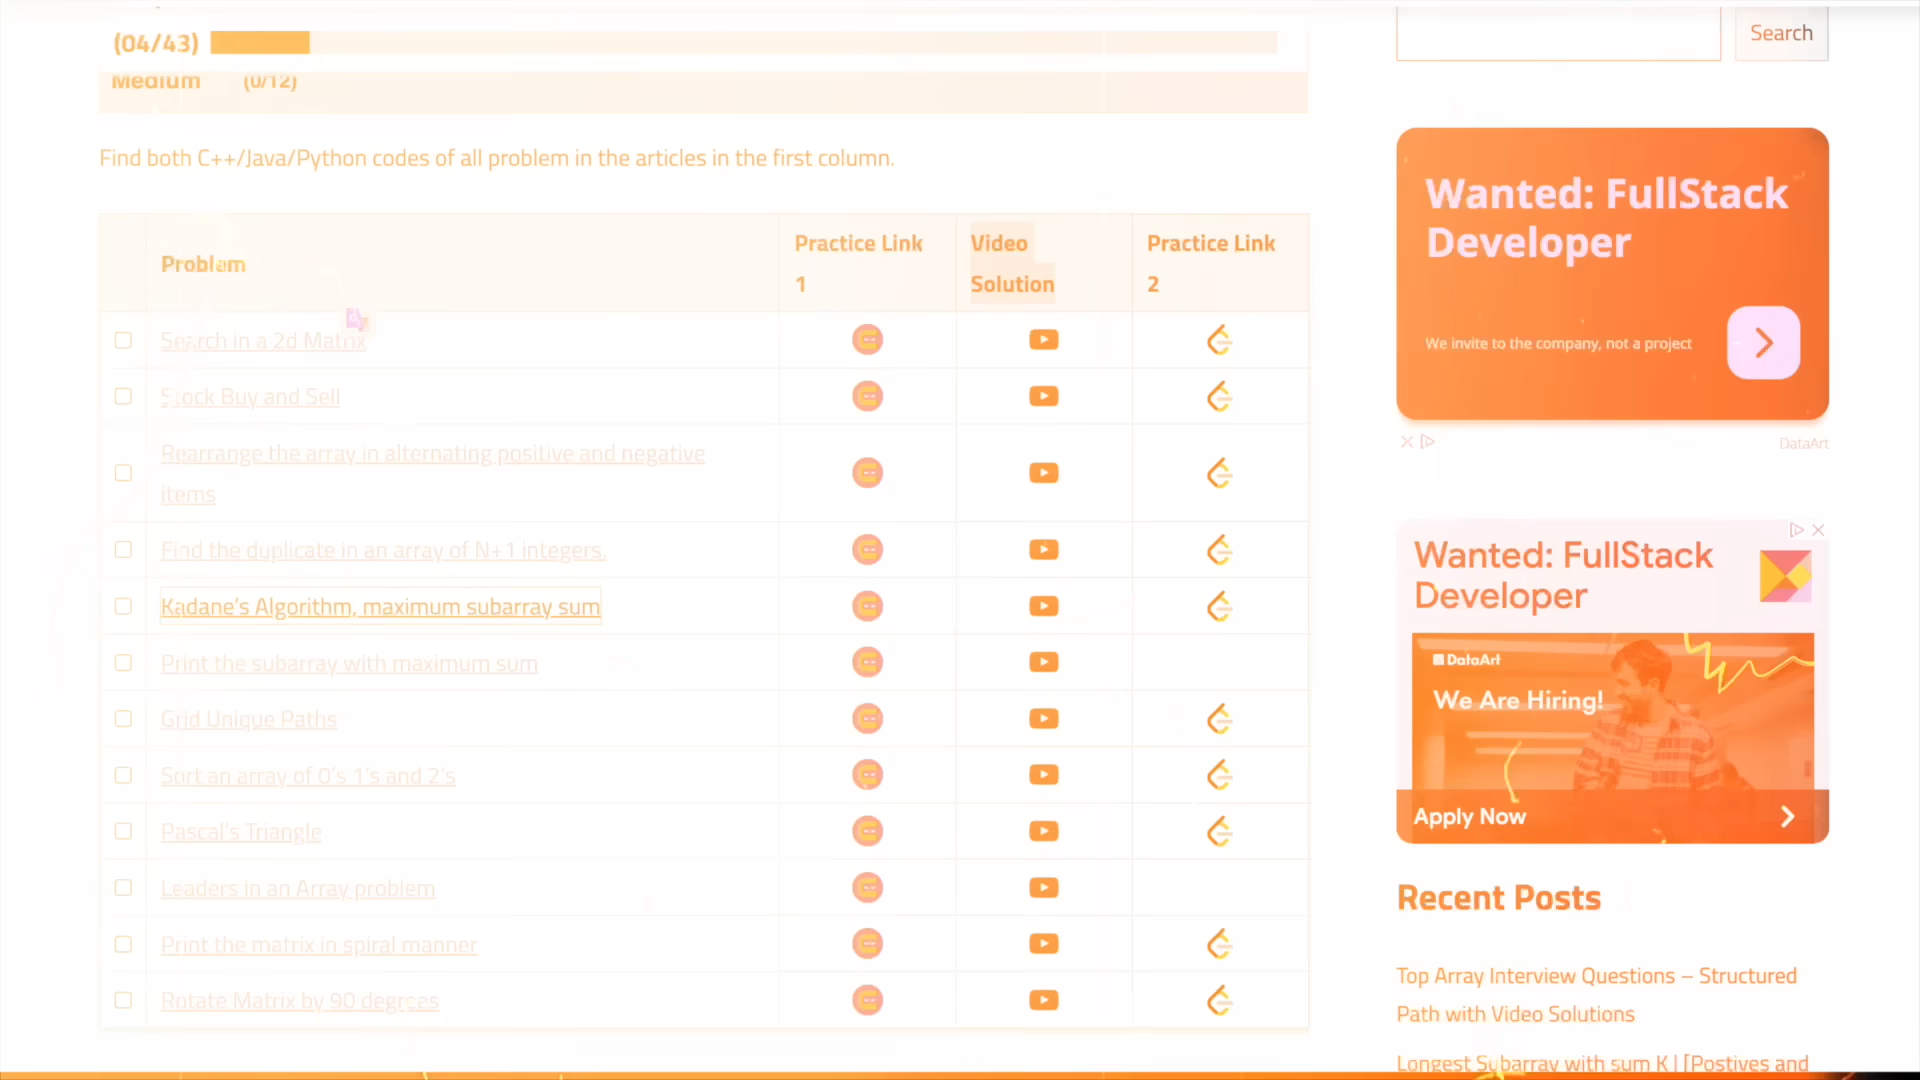 (04/43)
Search
Medium (0/12)
Find both C++/Java/Python codes of all problem in the articles in the first column.
Problem
Practice Link 1
Video Solution
Practice Link 2
Search in a 2d Matrix
Stock Buy and Sell
Rearrange the array in alternating positive and negative
items
Find the duplicate in an array of N+1 integers.
Kadane's Algorithm, maximum subarray sum
Print the subarray with maximum sum
Grid Unique Paths
Sort an array of 0's 1's and 2's
Pascal's Triangle
Leaders in an Array problem
Print the matrix in spiral manner
Rotate Matrix by 90 degrees
Wanted: FullStack
Developer
We invite to the company, not a project
DataArt
Wanted: FullStack
Developer
DataArt
We Are Hiring!
Apply Now
Recent Posts
Top Array Interview Questions – Structured
Path with Video Solutions
Longest Subarray with sum K | [Postives and